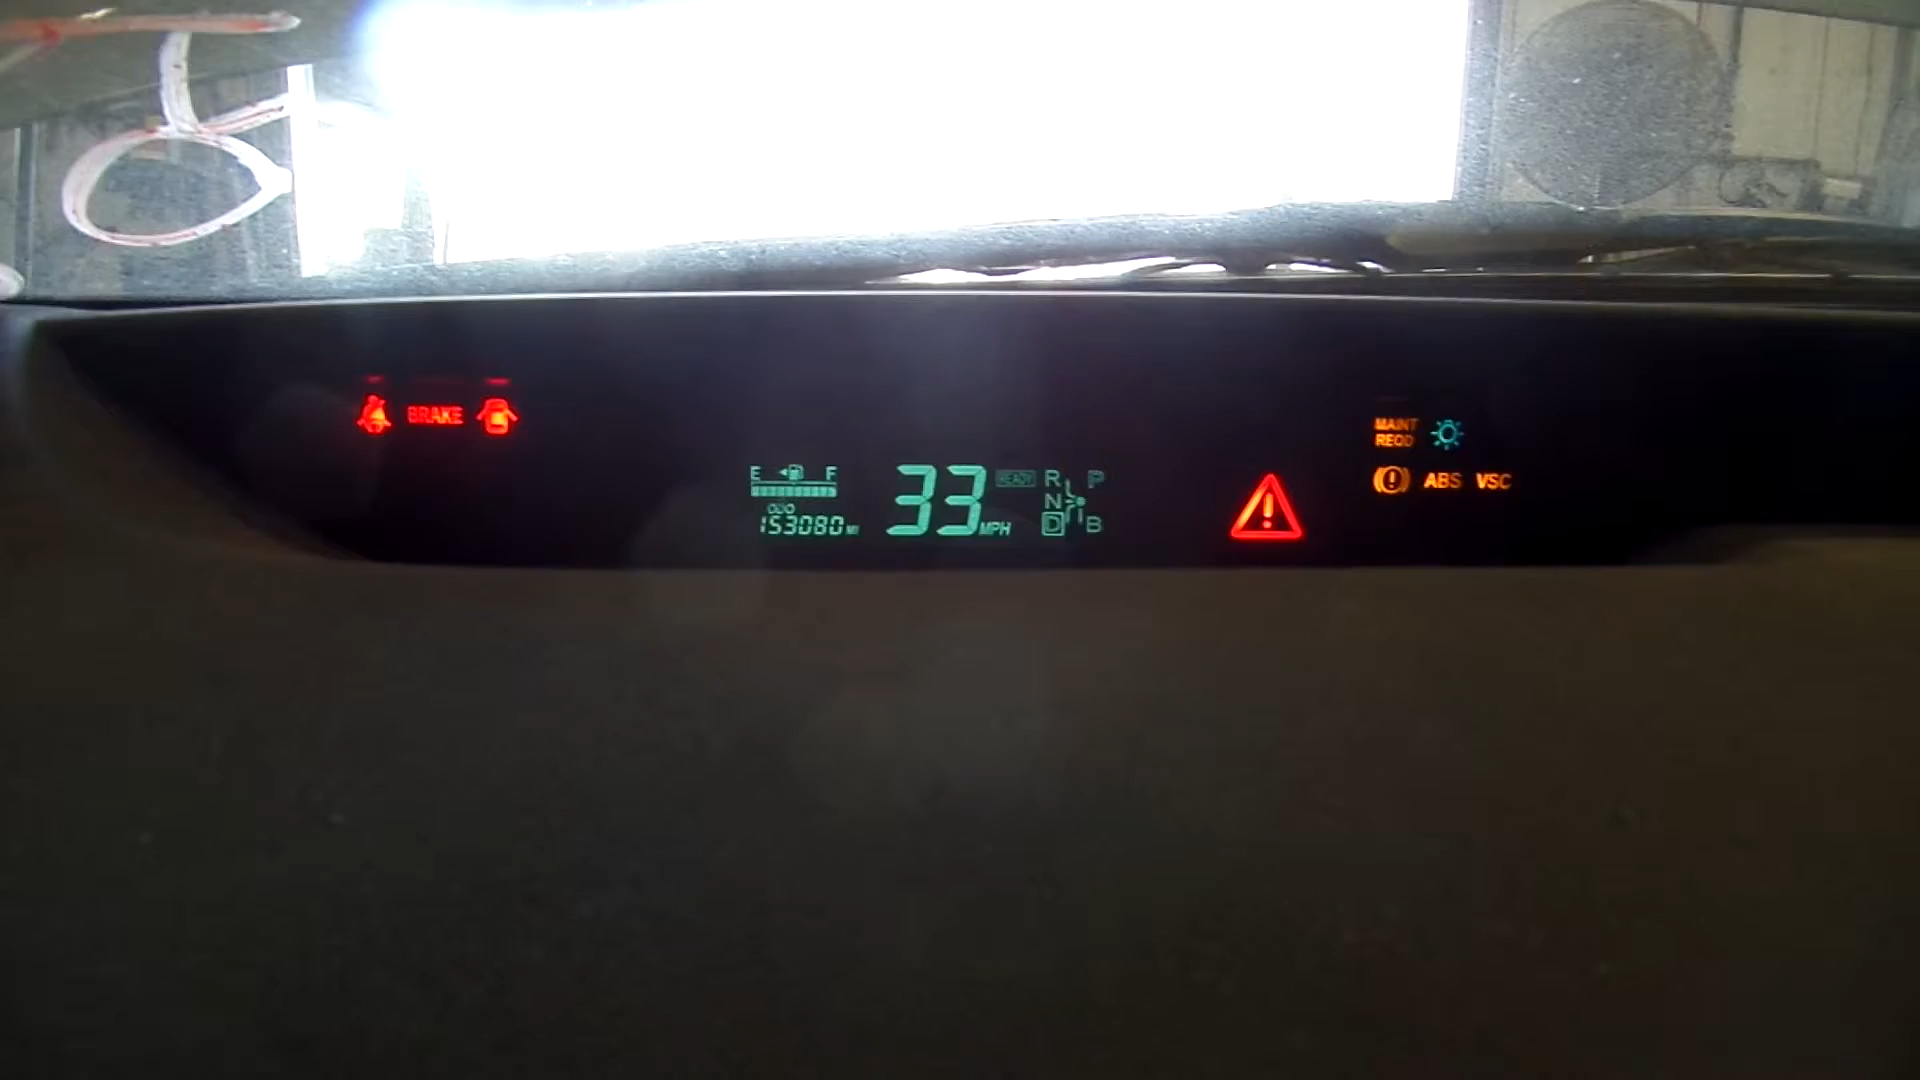 BRAKE
E F
ODO
153080 MI
33 MPH
READY
R P
N
D B
MAINT
REQD
ABS VSC